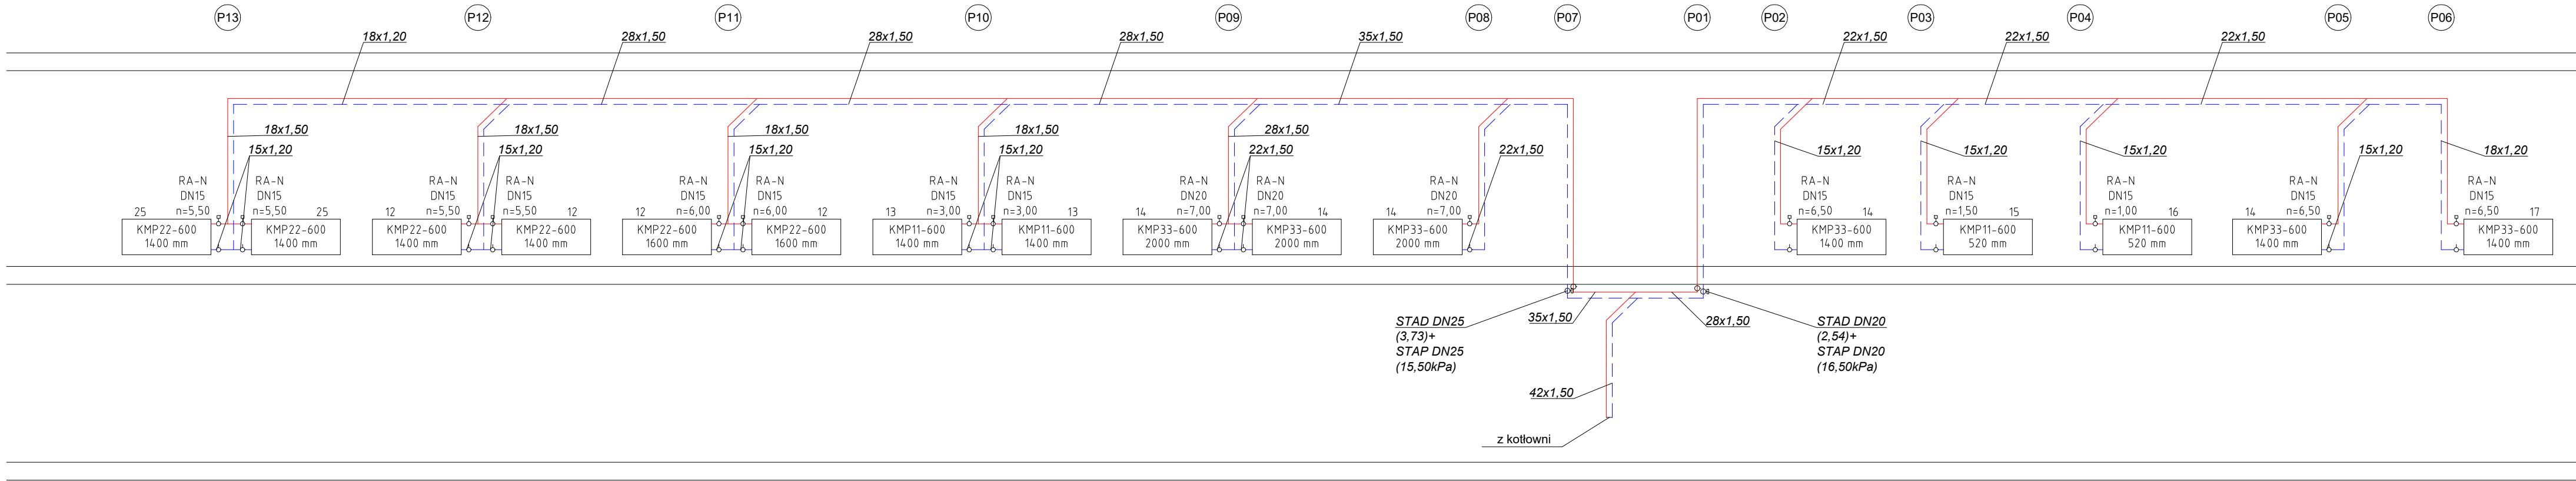 P13 P12 P11 P10 P09 P08 P07 P01 P02 P03 P04 P05 P06
18x1,20 28x1,50 28x1,50 28x1,50 35x1,50 22x1,50 22x1,50 22x1,50
18x1,50 18x1,50 18x1,50 18x1,50 28x1,50
15x1,20 15x1,20 15x1,20 15x1,20 22x1,50 22x1,50 15x1,20 15x1,20 15x1,20 15x1,20 18x1,20
RA-N RA-N RA-N RA-N RA-N RA-N RA-N RA-N RA-N RA-N RA-N RA-N RA-N RA-N RA-N RA-N
DN15 DN15 DN15 DN15 DN15 DN15 DN15 DN15 DN20 DN20 DN20 DN15 DN15 DN15 DN15 DN15
25 n=5,50 n=5,50 25 12 n=5,50 n=5,50 12 12 n=6,00 n=6,00 12 13 n=3,00 n=3,00 13 14 n=7,00 n=7,00 14 14 n=7,00 n=6,50 14 n=1,50 15 n=1,00 16 14 n=6,50 n=6,50 17
KMP22-600 KMP22-600 KMP22-600 KMP22-600 KMP22-600 KMP22-600 KMP11-600 KMP11-600 KMP33-600 KMP33-600 KMP33-600 KMP33-600 KMP11-600 KMP11-600 KMP33-600 KMP33-600
1400 mm 1400 mm 1400 mm 1400 mm 1600 mm 1600 mm 1400 mm 1400 mm 2000 mm 2000 mm 2000 mm 1400 mm 520 mm 520 mm 1400 mm 1400 mm
STAD DN25 35x1,50 28x1,50 STAD DN20
(3,73)+ (2,54)+
STAP DN25 STAP DN20
(15,50kPa) (16,50kPa)
42x1,50
z kotłowni